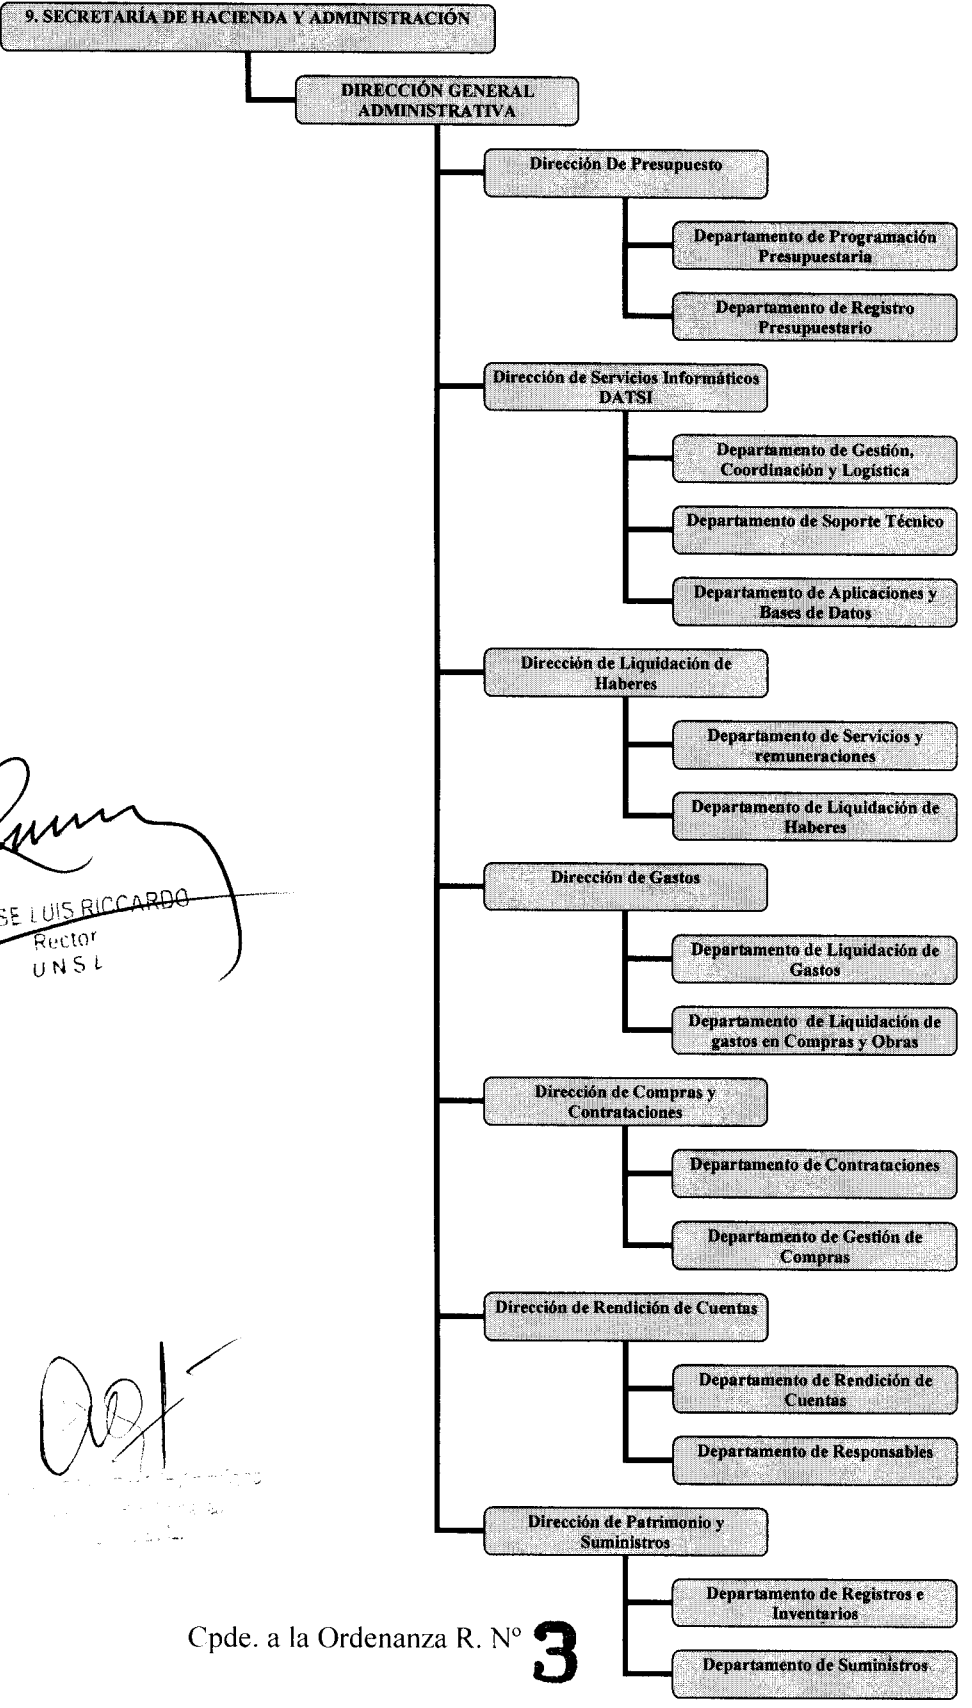 9. SECRETARÍA DE HACIENDA Y ADMINISTRACIÓN
DIRECCIÓN GENERAL
ADMINISTRATIVA
Dirección De Presupuesto
Departamento de Programación
Presupuestaria
Departamento de Registro
Presupuestario
Dirección de Servicios Informáticos
DATSI
Departamento de Gestión,
Coordinación y Logística
Departamento de Soporte Técnico
Departamento de Aplicaciones y
Bases de Datos
Dirección de Liquidación de
Haberes
Departamento de Servicios y
remuneraciones
Departamento de Liquidación de
Haberes
Dirección de Gastos
Departamento de Liquidación de
Gastos
Departamento de Liquidación de
gastos en Compras y Obras
Dirección de Compras y
Contrataciones
Departamento de Contrataciones
Departamento de Gestión de
Compras
Dirección de Rendición de Cuentas
Departamento de Rendición de
Cuentas
Departamento de Responsables
Dirección de Patrimonio y
Suministros
Departamento de Registros e
Inventarios
Departamento de Suministros
SE LUIS RICCARDO
Rector
UNSL
Cpde. a la Ordenanza R. Nº 3